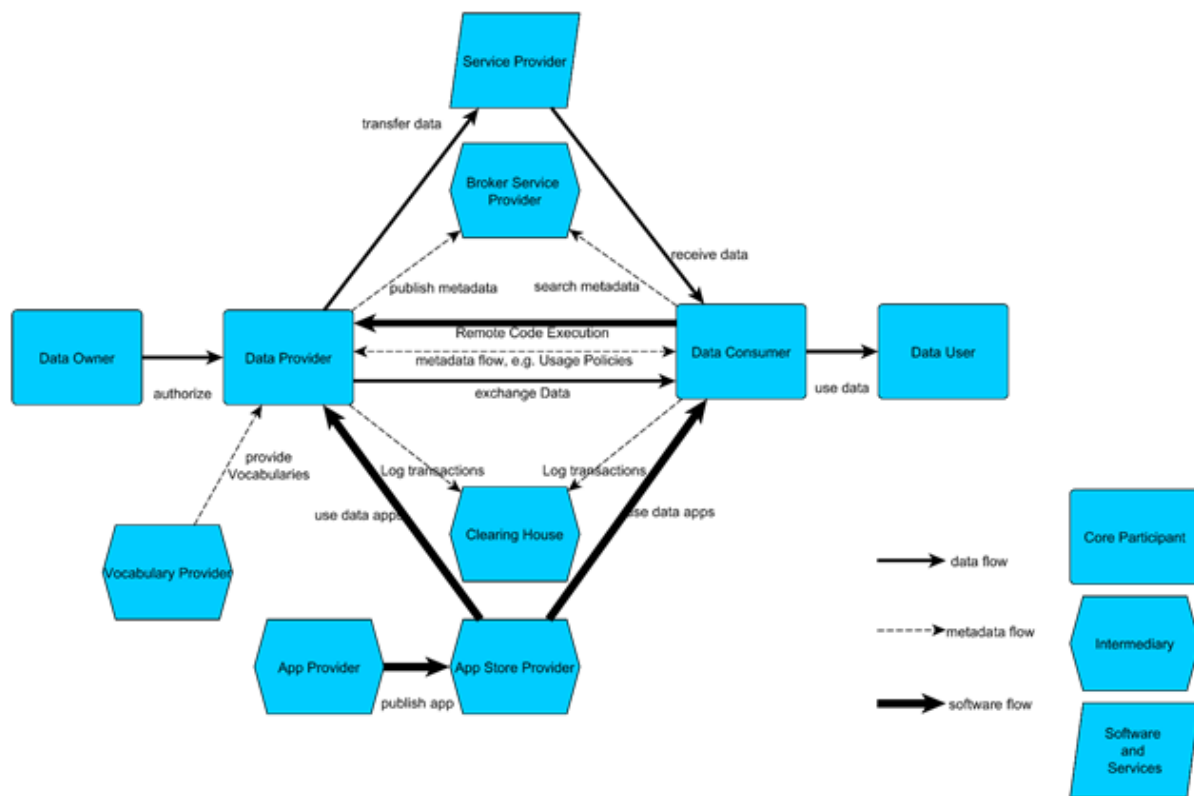 Service Provider
transfer data
Broker Service
Provider
receive data
publish metadata
search metadata
Data Owner
authorize
Data Provider
Remote Code Execution
metadata flow, e.g. Usage Policies
exchange Data
Data Consumer
use data
Data User
provide
Vocabularies
Log transactions
Log transactions
use data apps
use data apps
Clearing House
Vocabulary Provider
App Provider
publish app
App Store Provider
data flow
metadata flow
software flow
Core Participant
Intermediary
Software
and
Services